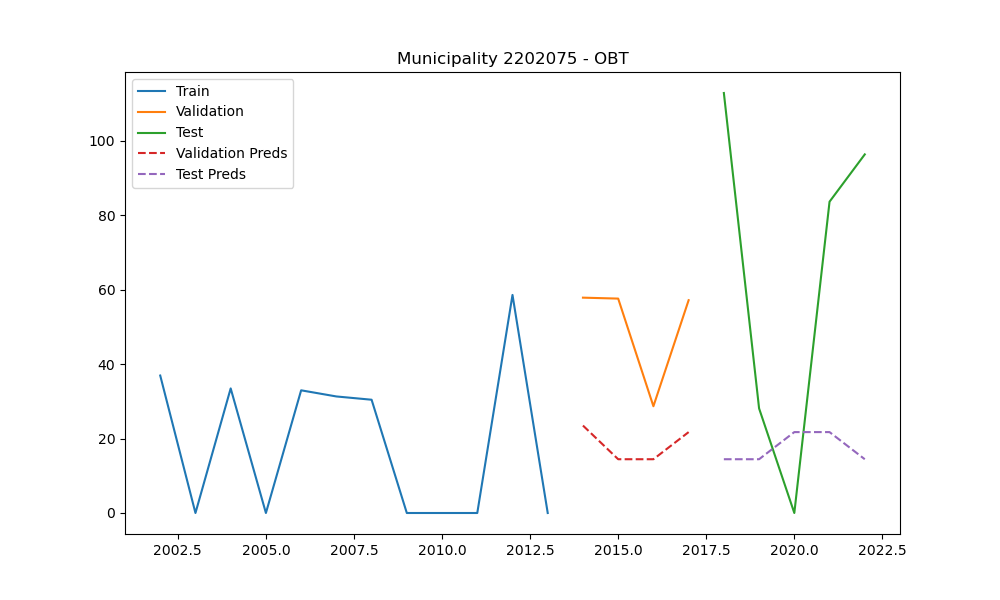 Municipality 2202075 - OBT
Train
Validation
Test
Validation Preds
Test Preds
100
80
60
40
20
0
2002.5 2005.0 2007.5 2010.0 2012.5 2015.0 2017.5 2020.0 2022.5